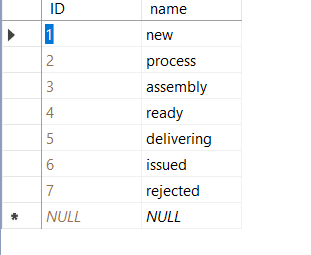 ID name
1 new
2 process
3 assembly
4 ready
5 delivering
6 issued
7 rejected
NULL NULL